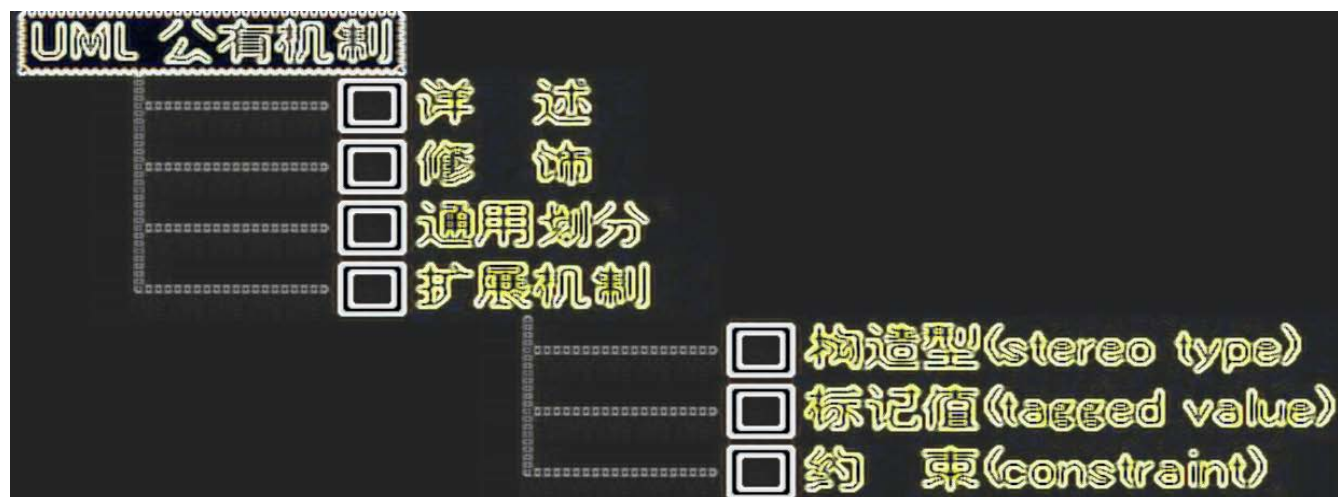 UML 公有机制
详 述
修 饰
通用划分
扩展机制
构造型(stereo type)
标记值(tagged value)
约 束(constraint)